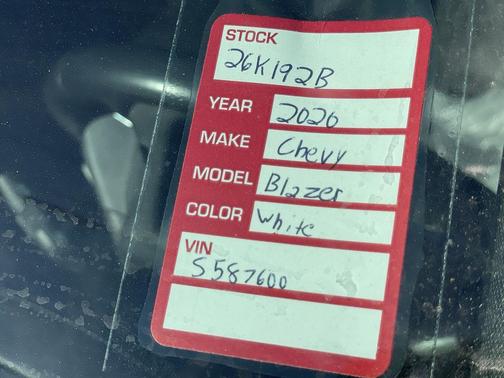 STOCK
26K192B
YEAR 2020
MAKE Chevy
MODEL Blazer
COLOR White
VIN
S587600